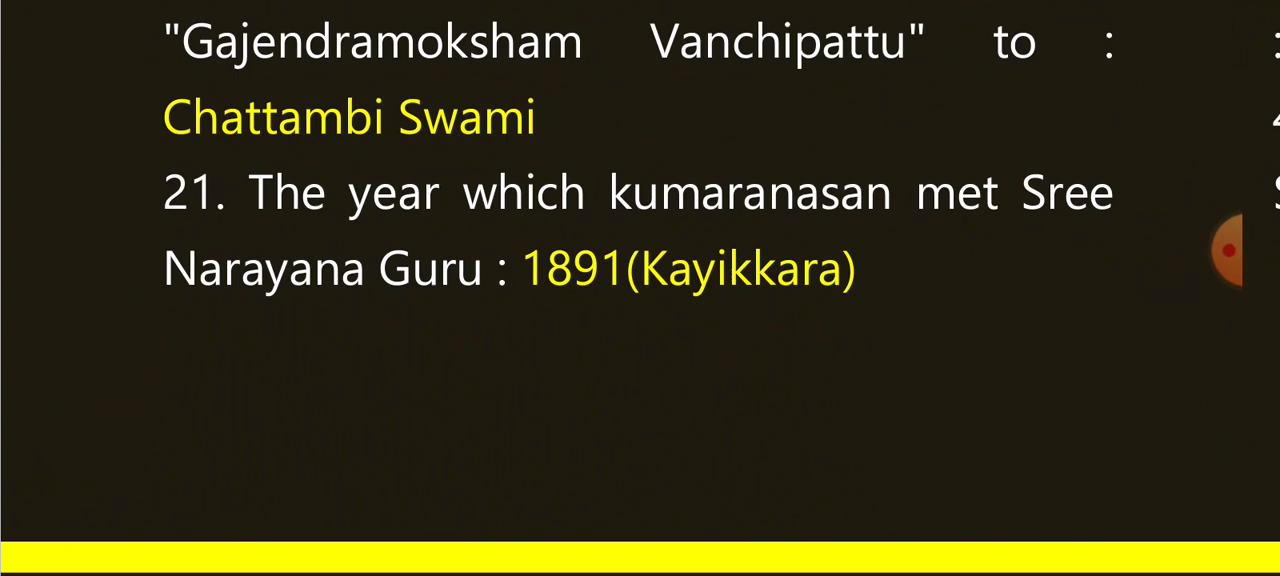 "Gajendramoksham Vanchipattu" to :
Chattambi Swami
21. The year which kumaranasan met Sree
Narayana Guru : 1891(Kayikkara)